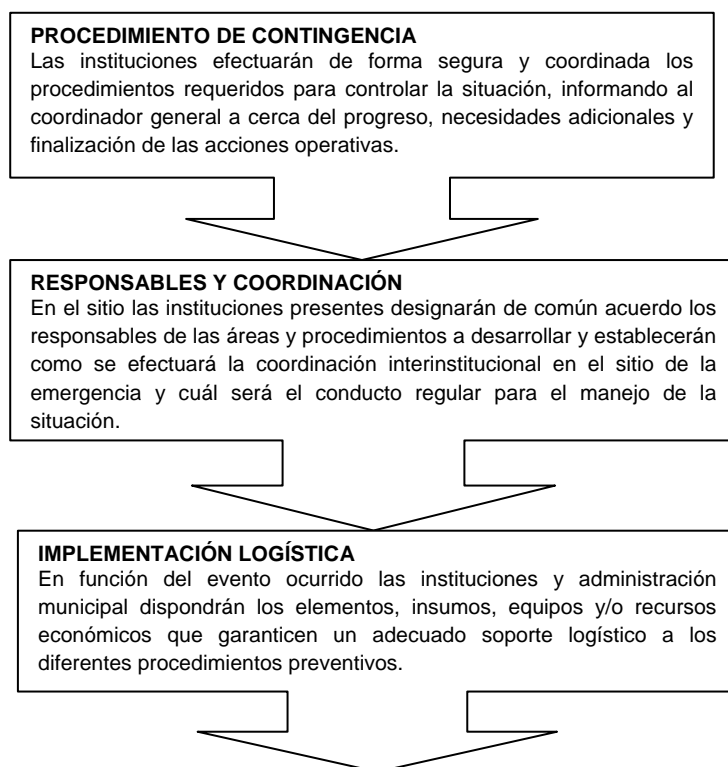 PROCEDIMIENTO DE CONTINGENCIA
Las instituciones efectuarán de forma segura y coordinada los
procedimientos requeridos para controlar la situación, informando al
coordinador general a cerca del progreso, necesidades adicionales y
finalización de las acciones operativas.
RESPONSABLES Y COORDINACIÓN
En el sitio las instituciones presentes designarán de común acuerdo los
responsables de las áreas y procedimientos a desarrollar y establecerán
como se efectuará la coordinación interinstitucional en el sitio de la
emergencia y cuál será el conducto regular para el manejo de la
situación.
IMPLEMENTACIÓN LOGÍSTICA
En función del evento ocurrido las instituciones y administración
municipal dispondrán los elementos, insumos, equipos y/o recursos
económicos que garanticen un adecuado soporte logístico a los
diferentes procedimientos preventivos.